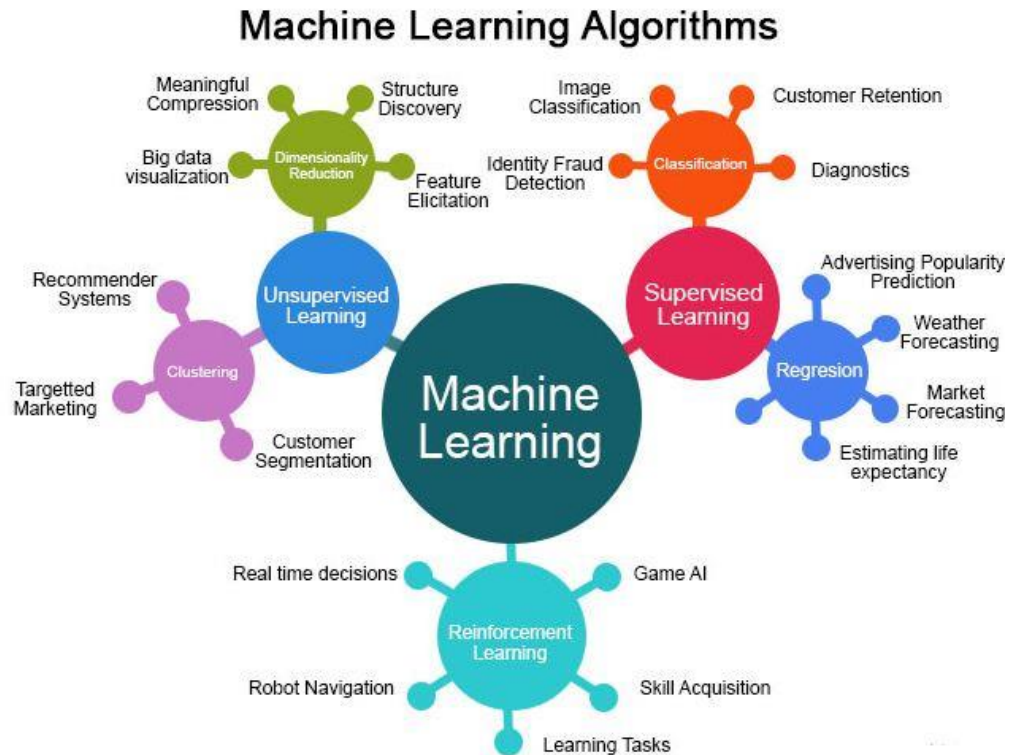 Machine Learning Algorithms
Meaningful
Compression
Structure
Discovery
Big data
visualization
Dimensionality
Reduction
Feature
Elicitation
Image
Classification
Customer Retention
Identity Fraud
Detection
Classification
Diagnostics
Recommender
Systems
Unsupervised
Learning
Clustering
Targetted
Marketing
Customer
Segmentation
Machine
Learning
Supervised
Learning
Advertising Popularity
Prediction
Weather
Forecasting
Regresion
Market
Forecasting
Estimating life
expectancy
Real time decisions
Game AI
Reinforcement
Learning
Robot Navigation
Skill Acquisition
Learning Tasks